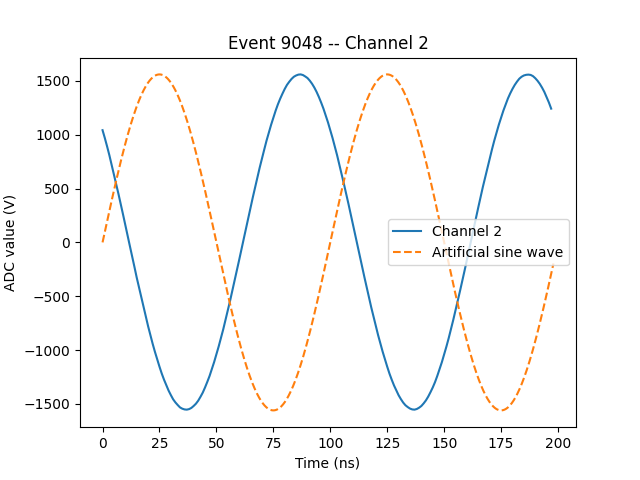 Event 9048 -- Channel 2
ADC value (V)
1500
1000
500
0
−500
−1000
−1500
Channel 2
Artificial sine wave
0 25 50 75 100 125 150 175 200
Time (ns)